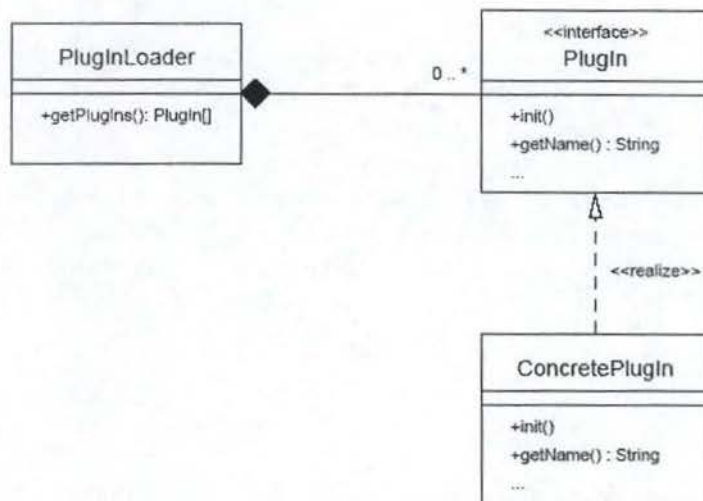 PlugInLoader
+getPlugIns(): PlugIn[]
0 .. *
<<interface>>
PlugIn
+init()
+getName() : String
...
<<realize>>
ConcretePlugIn
+init()
+getName() : String
...